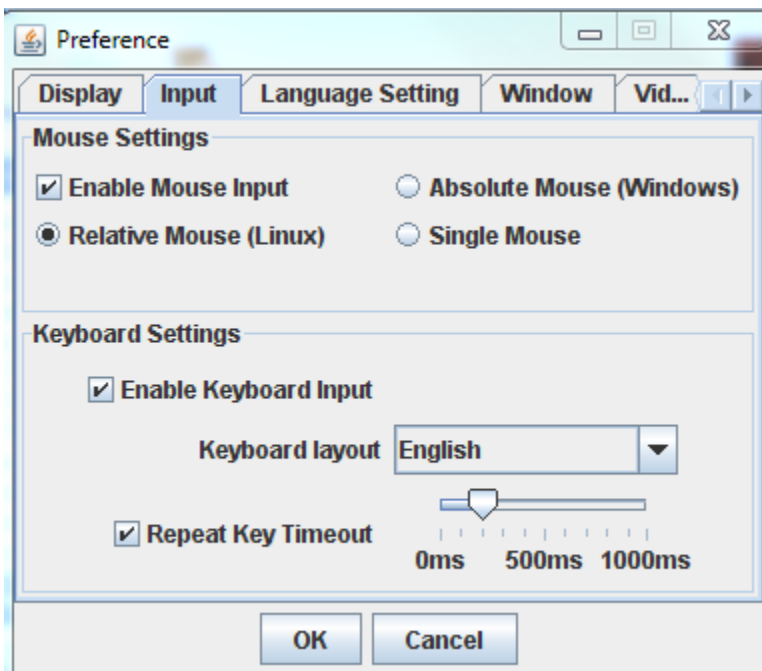 Preference
Display Input Language Setting Window Vid...
Mouse Settings
Enable Mouse Input Absolute Mouse (Windows)
Relative Mouse (Linux) Single Mouse
Keyboard Settings
Enable Keyboard Input
Keyboard layout English
Repeat Key Timeout
0ms 500ms 1000ms
OK Cancel